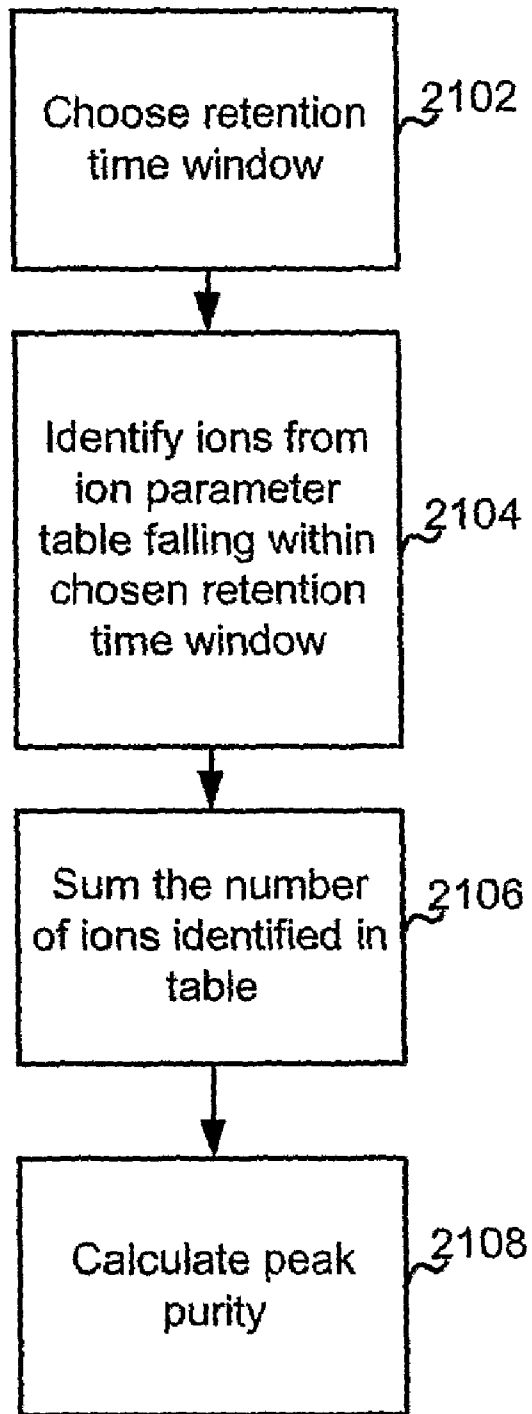 Choose retention
time window
2102
Identify ions from
ion parameter
table falling within
chosen retention
time window
2104
Sum the number
of ions identified in
table
2106
Calculate peak
purity
2108